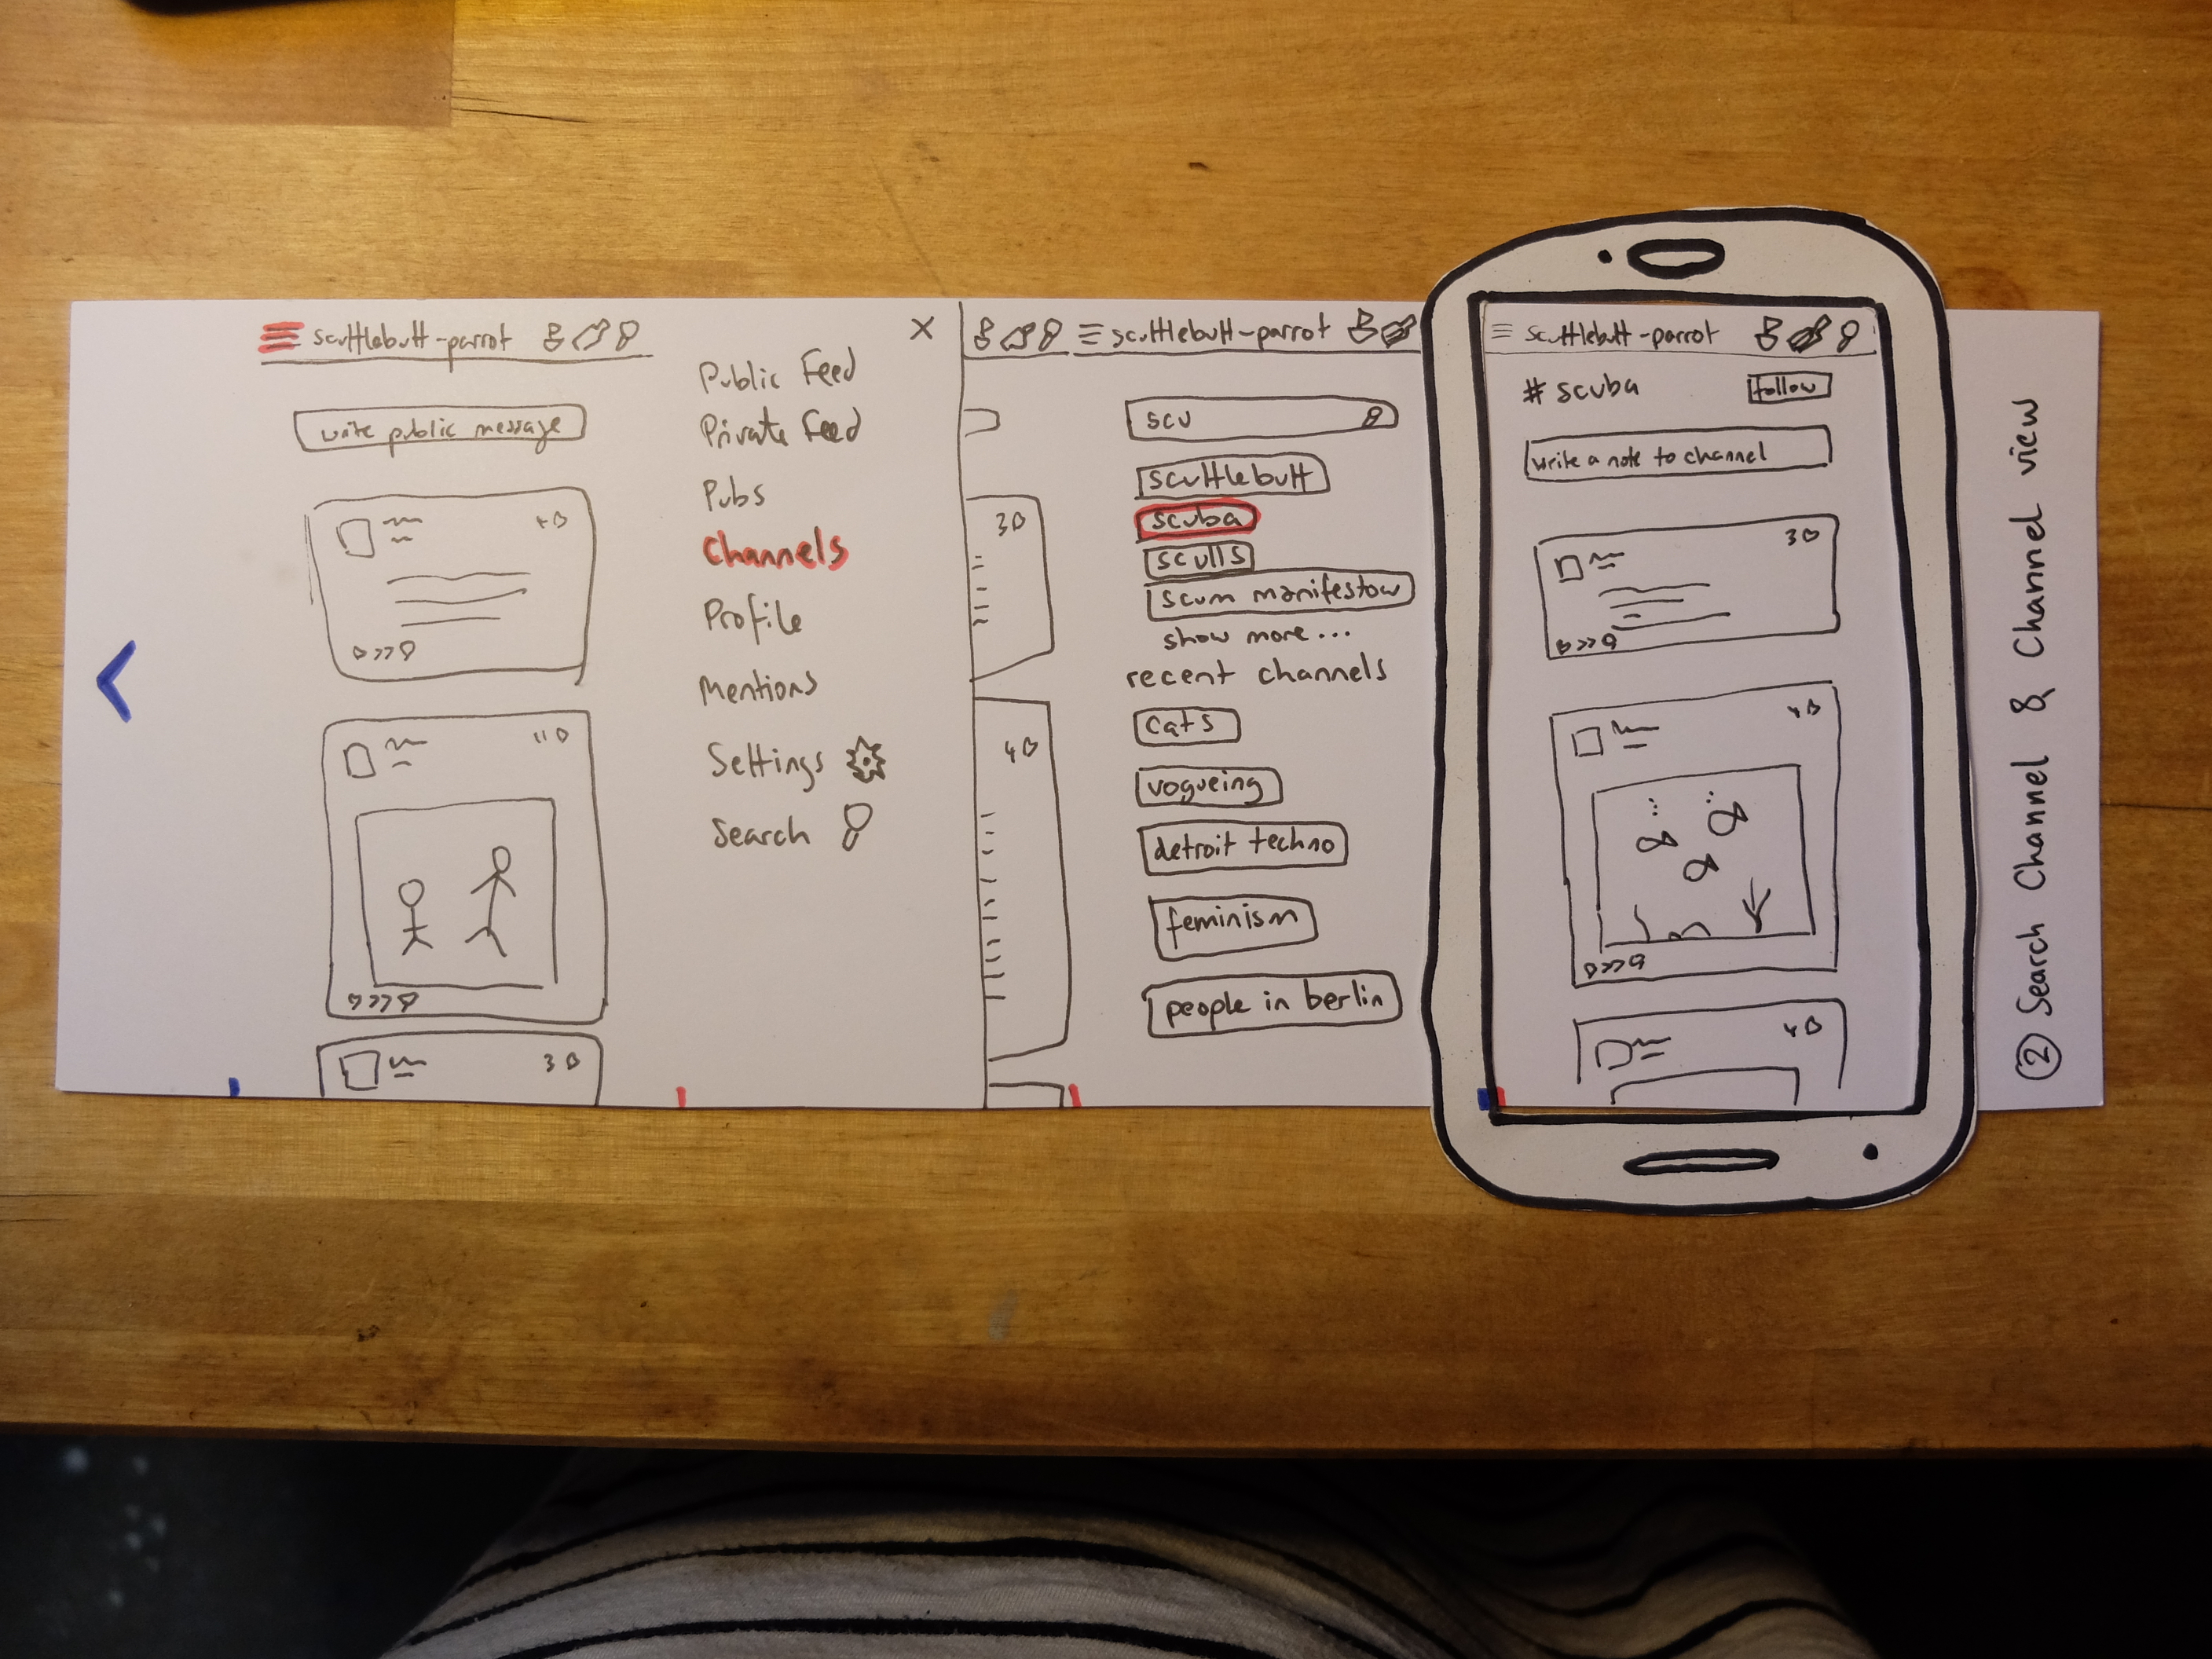 scuttlebutt-parrot
write public message
4
11
3
X
Public Feed
Private Feed
Pubs
Channels
Profile
Mentions
Settings
Search
3
4
scuttlebutt-parrot
scu
scuttlebutt
scuba
sculls
scum manifestow
show more...
recent channels
cats
vogueing
detroit techno
feminism
people in berlin
scuttlebutt-parrot
# scuba
follow
write a note to channel
3
4
4
② Search Channel & Channel view